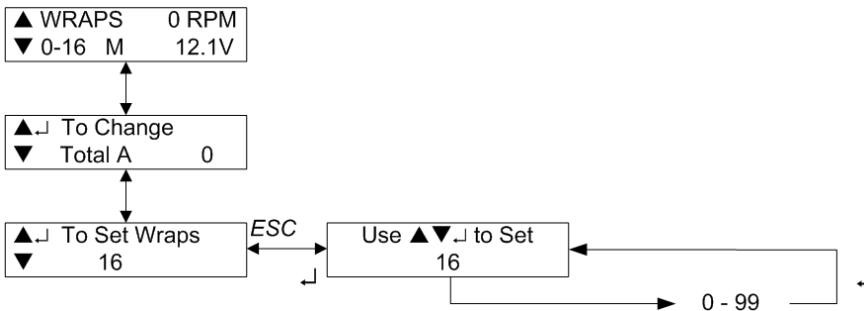 ▲ WRAPS 0 RPM
▼ 0-16 M 12.1V
▲↵ To Change
▼ Total A 0
▲↵ To Set Wraps
▼ 16
ESC
↵
Use ▲▼↵ to Set
16
0 - 99
↵